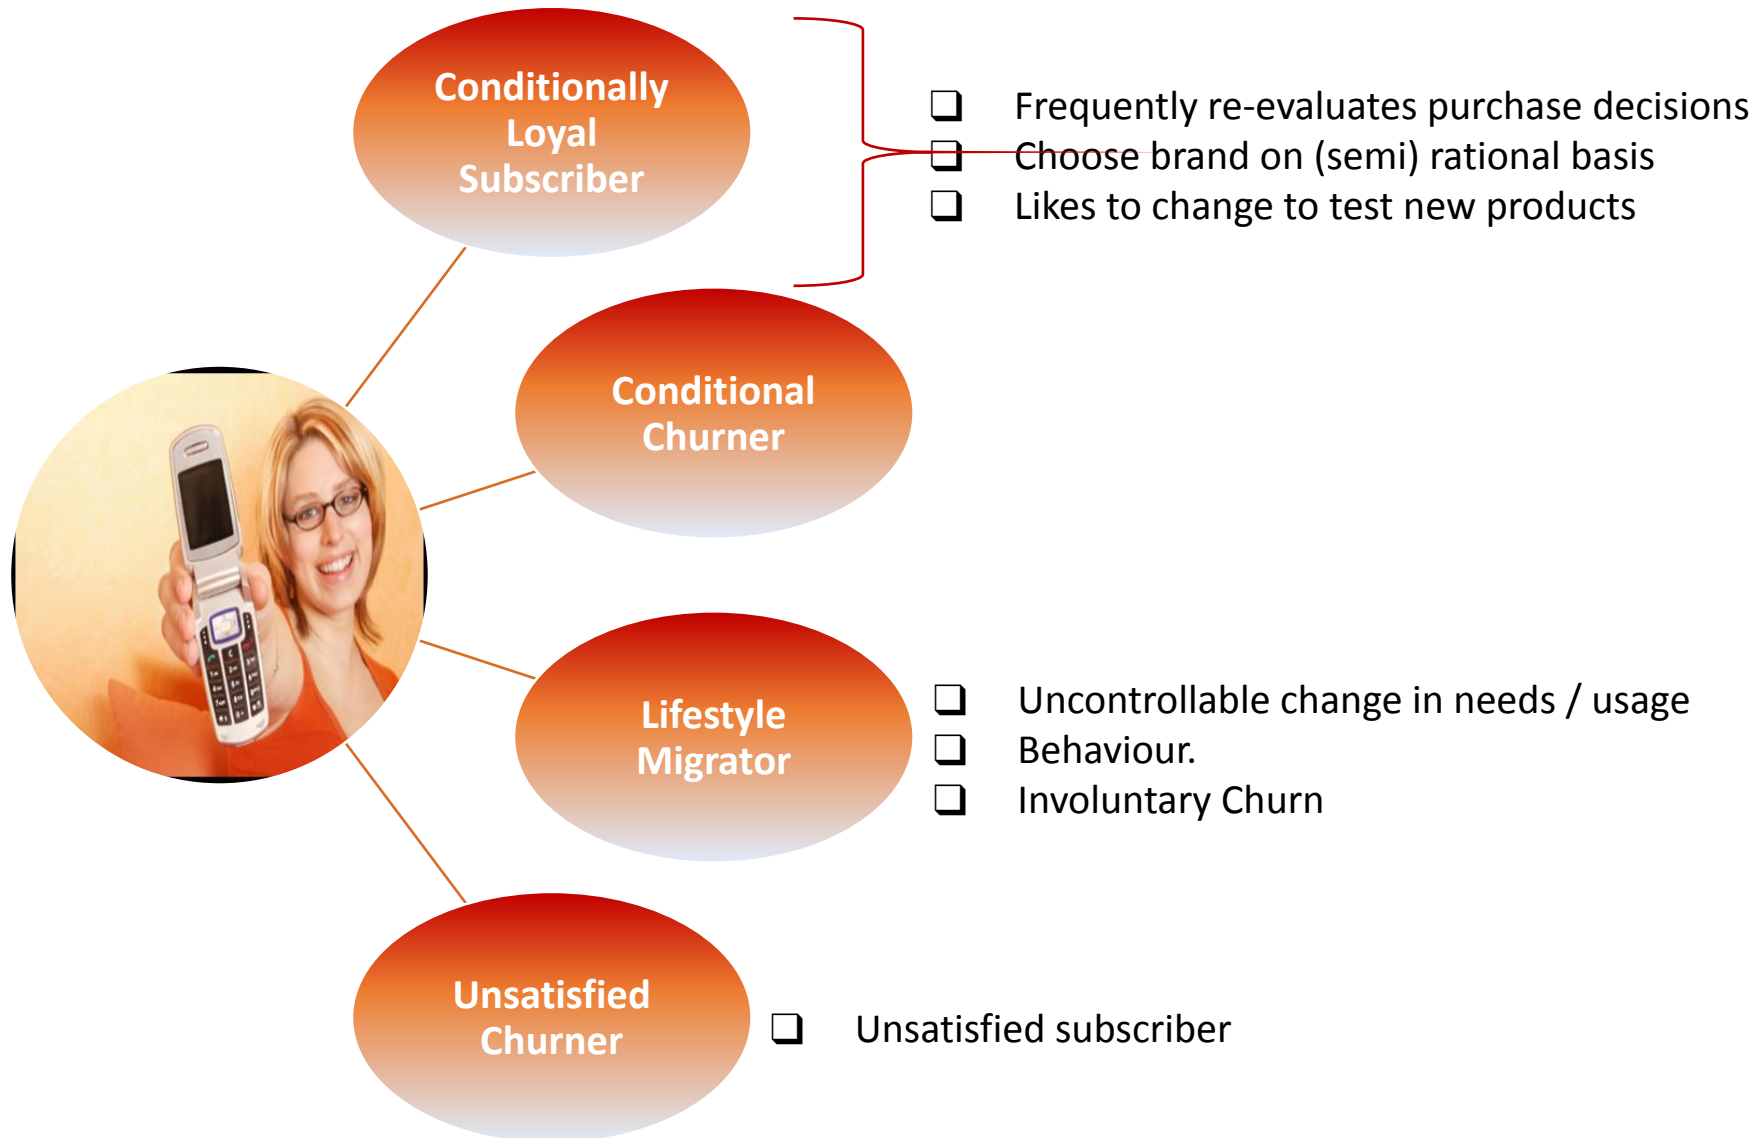 Conditionally
Loyal
Subscriber
❑ Frequently re-evaluates purchase decisions
❑ Choose brand on (semi) rational basis
❑ Likes to change to test new products
Conditional
Churner
Lifestyle
Migrator
❑ Uncontrollable change in needs / usage
❑ Behaviour.
❑ Involuntary Churn
Unsatisfied
Churner
❑ Unsatisfied subscriber